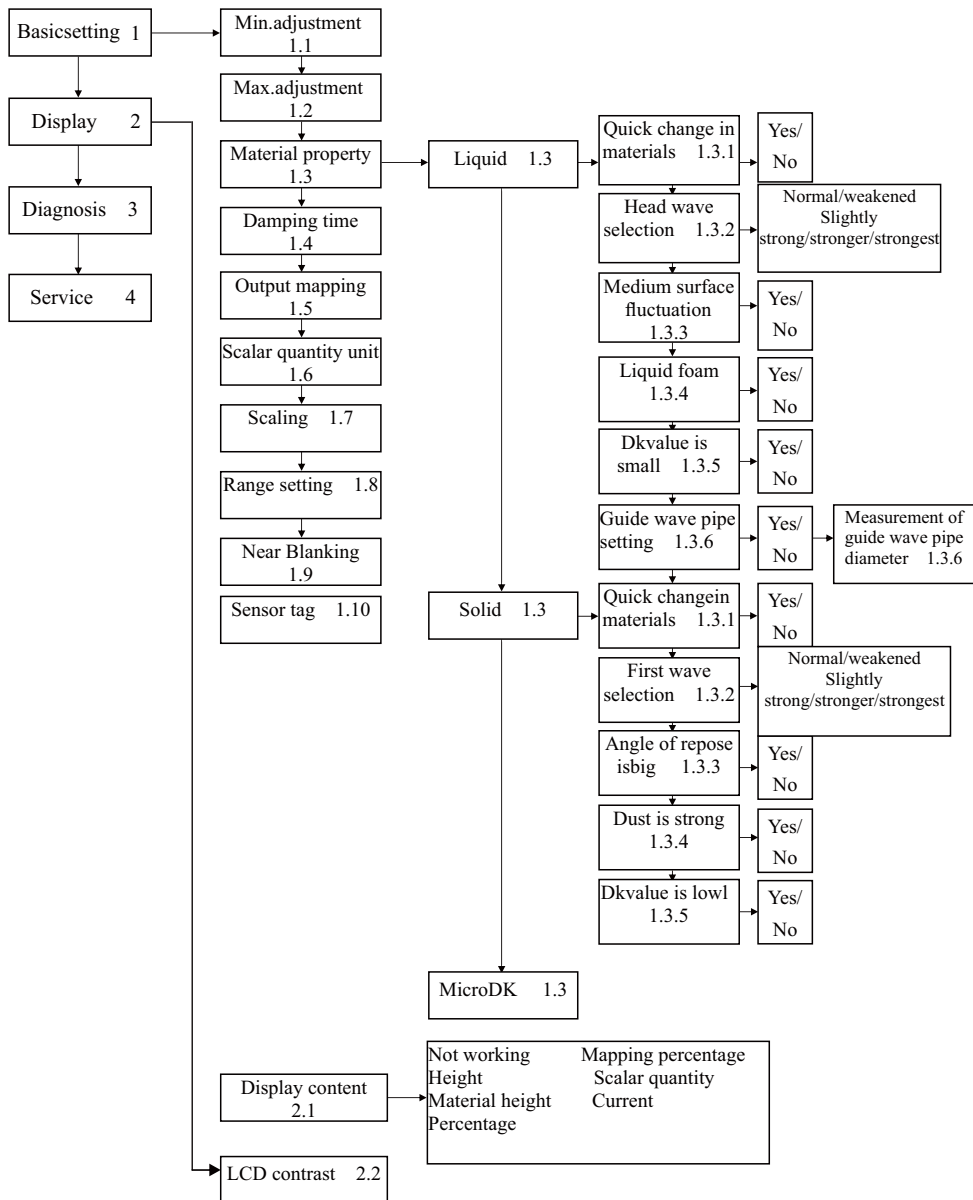 Basicsetting 1
Display 2
Diagnosis 3
Service 4
Min.adjustment
1.1
Max.adjustment
1.2
Material property
1.3
Damping time
1.4
Output mapping
1.5
Scalar quantity unit
1.6
Scaling 1.7
Range setting 1.8
Near Blanking
1.9
Sensor tag 1.10
Liquid 1.3
Quick change in
materials 1.3.1
Yes/
No
Head wave
selection 1.3.2
Normal/weakened
Slightly
strong/stronger/strongest
Medium surface
fluctuation
1.3.3
Yes/
No
Liquid foam
1.3.4
Yes/
No
Dkvalue is
small 1.3.5
Yes/
No
Guide wave pipe
setting 1.3.6
Yes/
No
Measurement of
guide wave pipe
diameter 1.3.6
Solid 1.3
Quick changein
materials 1.3.1
Yes/
No
First wave
selection 1.3.2
Normal/weakened
Slightly
strong/stronger/strongest
Angle of repose
isbig 1.3.3
Yes/
No
Dust is strong
1.3.4
Yes/
No
Dkvalue is lowl
1.3.5
Yes/
No
MicroDK 1.3
Display content
2.1
Not working Mapping percentage
Height Scalar quantity
Material height Current
Percentage
LCD contrast 2.2